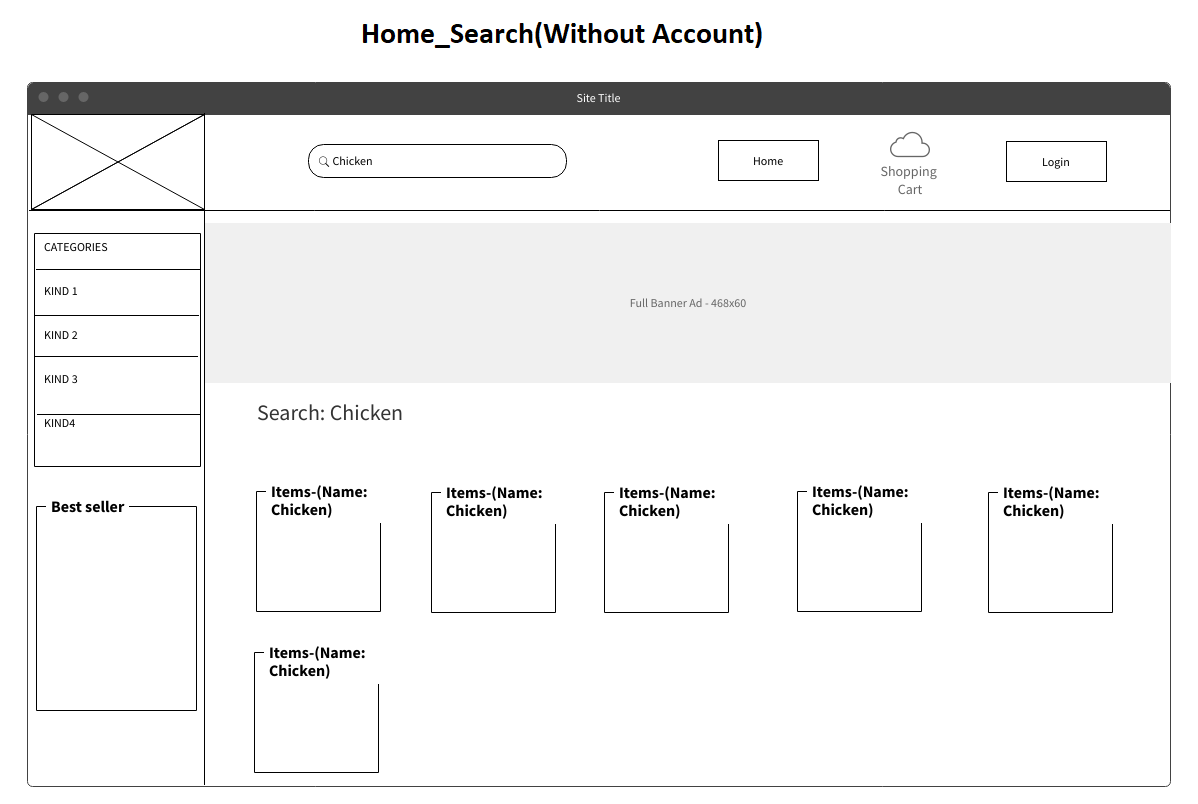 Home_Search(Without Account)
Site Title
Chicken
Home
Shopping
Cart
Login
CATEGORIES
KIND 1
KIND 2
KIND 3
KIND4
Best seller
Full Banner Ad - 468x60
Search: Chicken
Items-(Name:
Chicken)
Items-(Name:
Chicken)
Items-(Name:
Chicken)
Items-(Name:
Chicken)
Items-(Name:
Chicken)
Items-(Name:
Chicken)